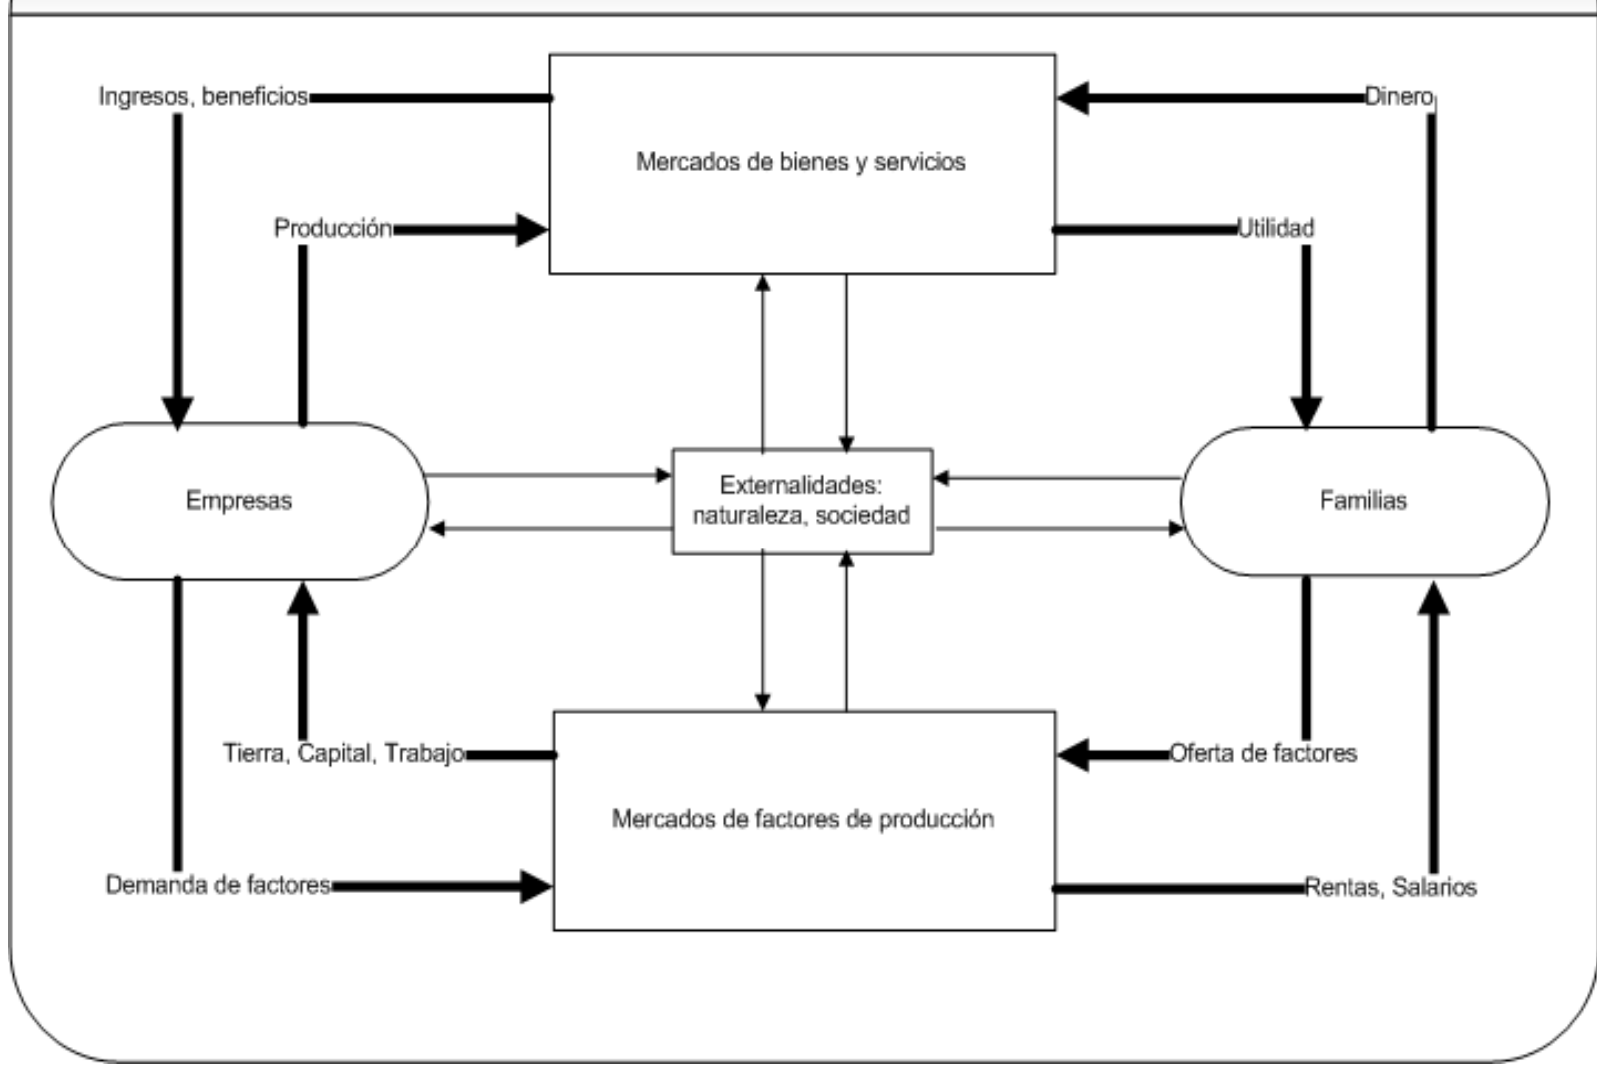 Ingresos, beneficios
Dinero
Mercados de bienes y servicios
Producción
Utilidad
Empresas
Externalidades:
naturaleza, sociedad
Familias
Tierra, Capital, Trabajo
Oferta de factores
Mercados de factores de producción
Demanda de factores
Rentas, Salarios